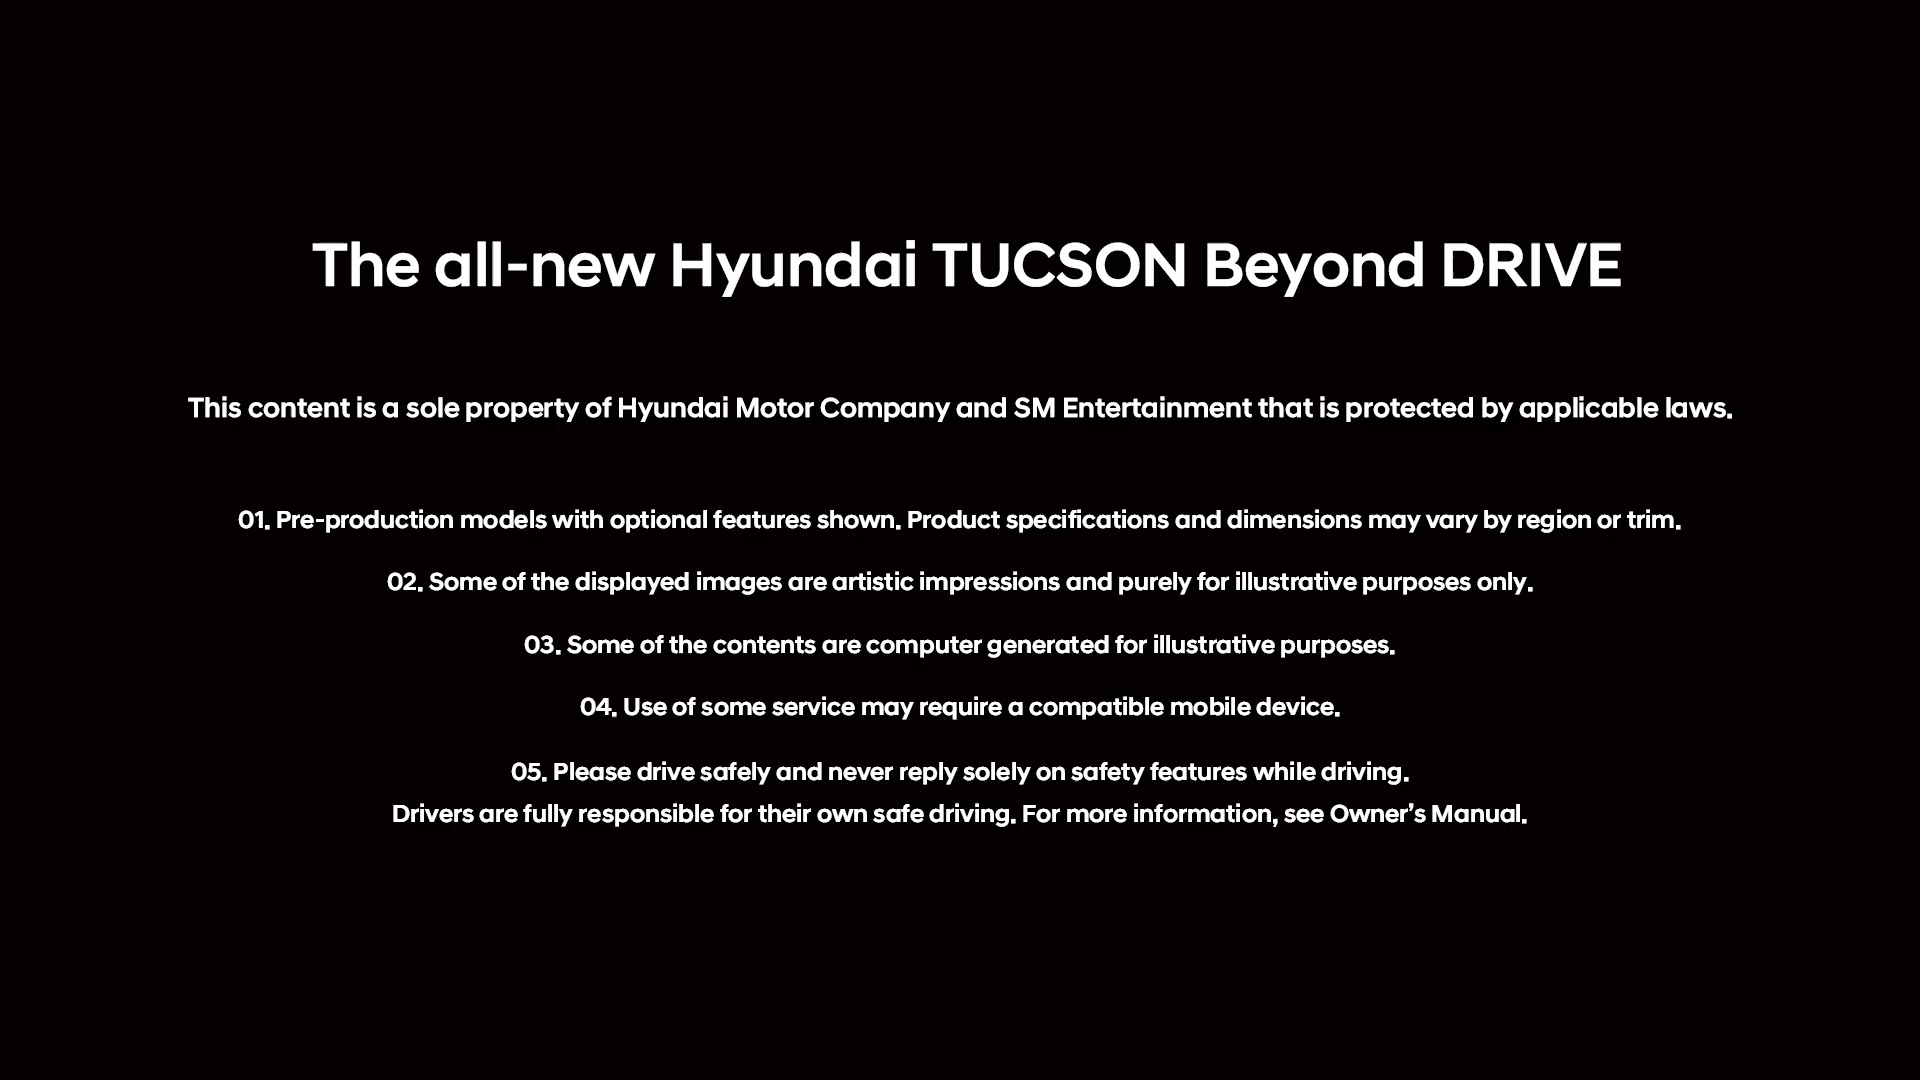 The all-new Hyundai TUCSON Beyond DRIVE
This content is a sole property of Hyundai Motor Company and SM Entertainment that is protected by applicable laws.
01. Pre-production models with optional features shown. Product specifications and dimensions may vary by region or trim.
02. Some of the displayed images are artistic impressions and purely for illustrative purposes only.
03. Some of the contents are computer generated for illustrative purposes.
04. Use of some service may require a compatible mobile device.
05. Please drive safely and never reply solely on safety features while driving.
Drivers are fully responsible for their own safe driving. For more information, see Owner’s Manual.